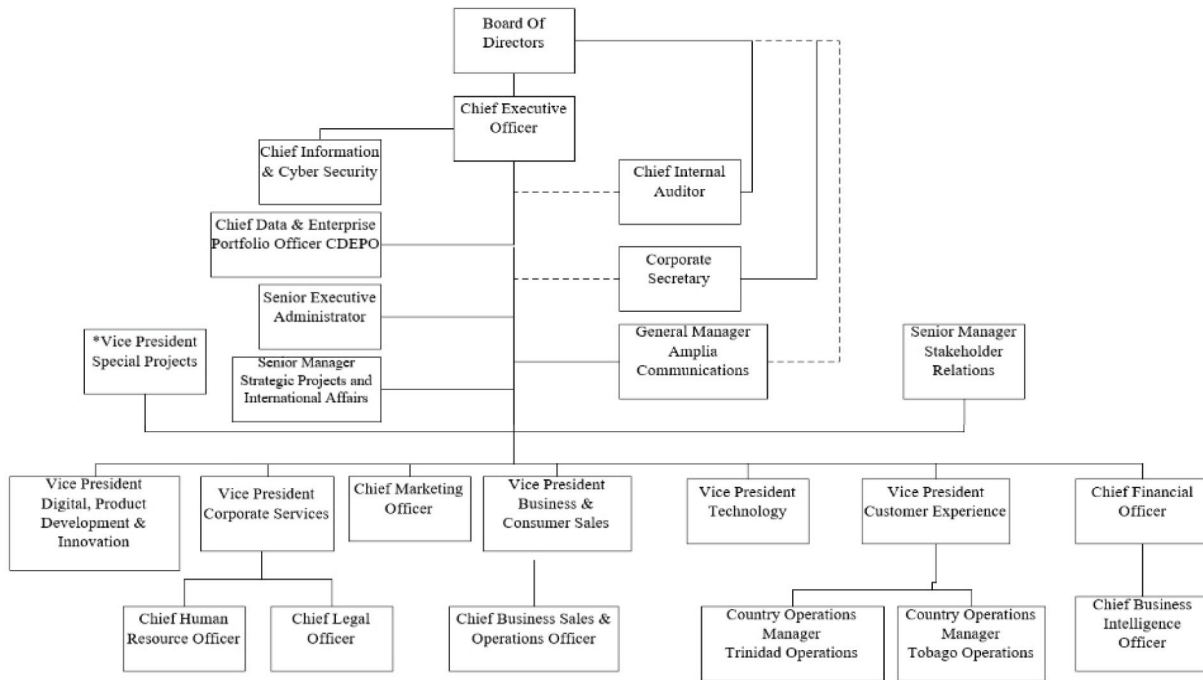 Board Of
Directors
Chief Executive
Officer
Chief Information
& Cyber Security
Chief Internal
Auditor
Chief Data & Enterprise
Portfolio Officer CDEPO
Corporate
Secretary
Senior Executive
Administrator
*Vice President
Special Projects
Senior Manager
Strategic Projects and
International Affairs
General Manager
Amplia
Communications
Senior Manager
Stakeholder
Relations
Vice President
Digital, Product
Development &
Innovation
Vice President
Corporate Services
Chief Marketing
Officer
Vice President
Business &
Consumer Sales
Vice President
Technology
Vice President
Customer Experience
Chief Financial
Officer
Chief Human
Resource Officer
Chief Legal
Officer
Chief Business Sales &
Operations Officer
Country Operations
Manager
Trinidad Operations
Country Operations
Manager
Tobago Operations
Chief Business
Intelligence
Officer